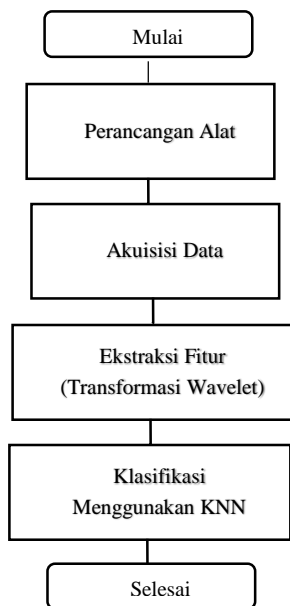 Mulai
Perancangan Alat
Akuisisi Data
Ekstraksi Fitur
(Transformasi Wavelet)
Klasifikasi
Menggunakan KNN
Selesai